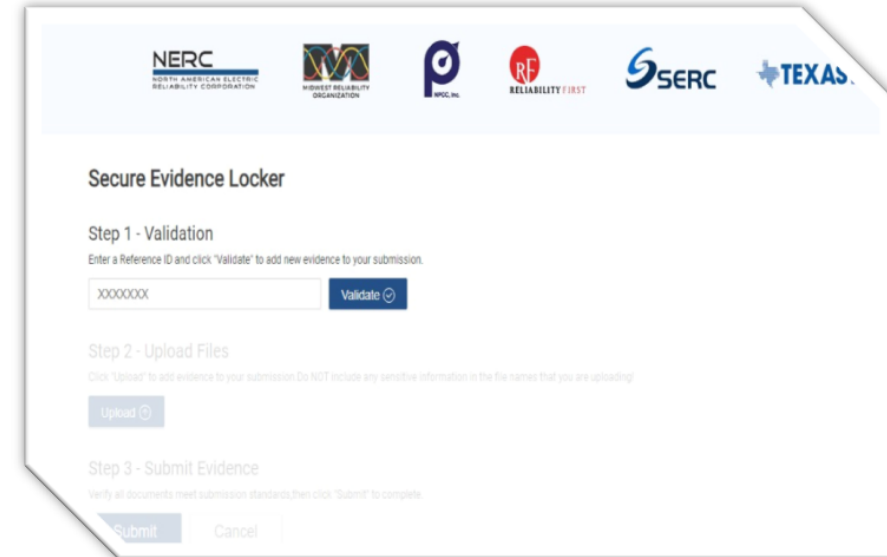 NERC
NORTH AMERICAN ELECTRIC
RELIABILITY CORPORATION
MIDWEST RELIABILITY
ORGANIZATION
NPCC, Inc.
RF
RELIABILITY FIRST
SERC
TEXAS
Secure Evidence Locker
Step 1 - Validation
Enter a Reference ID and click "Validate" to add new evidence to your submission.
XXXXXXX
Validate
Step 2 - Upload Files
Click "Upload" to add evidence to your submission.Do NOT include any sensitive information in the file names that you are uploading!
Upload
Step 3 - Submit Evidence
Verify all documents meet submission standards,then click "Submit" to complete.
Submit
Cancel